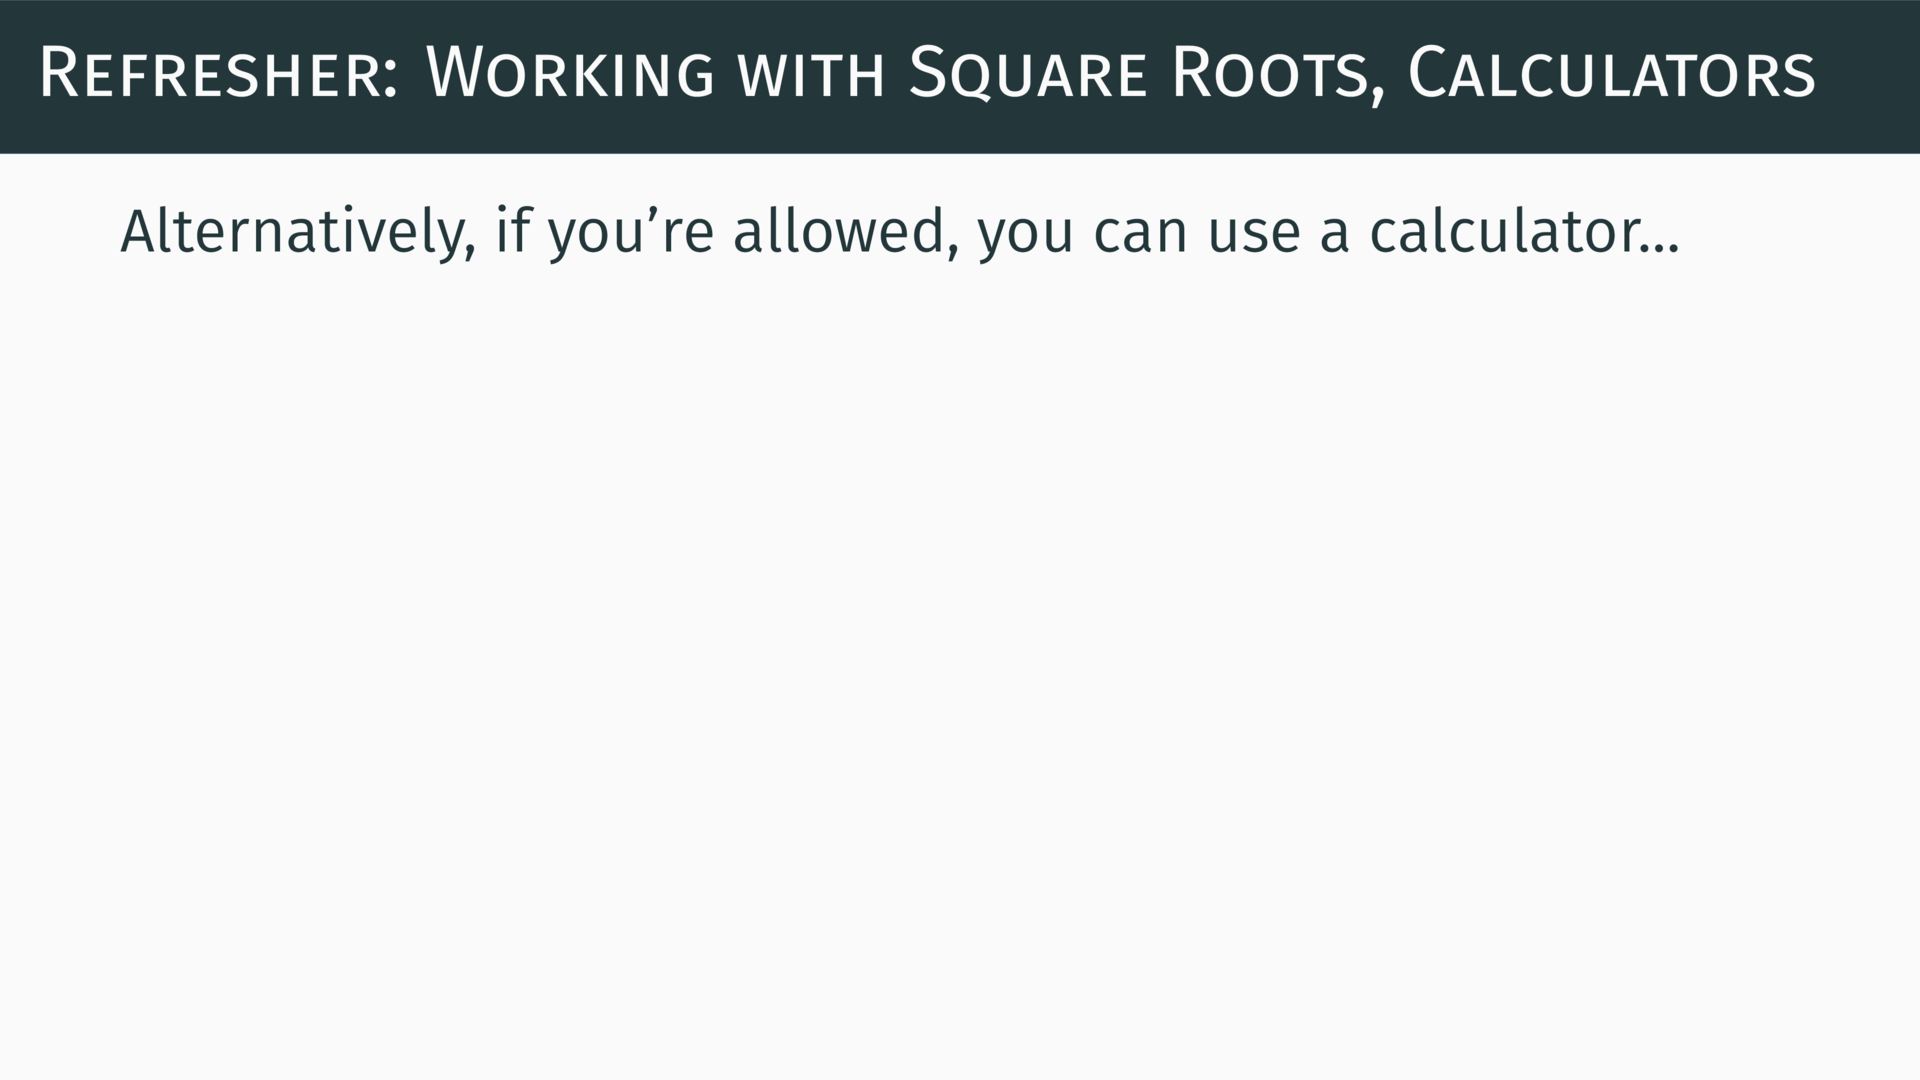 Refresher: Working with Square Roots, Calculators
Alternatively, if you’re allowed, you can use a calculator...